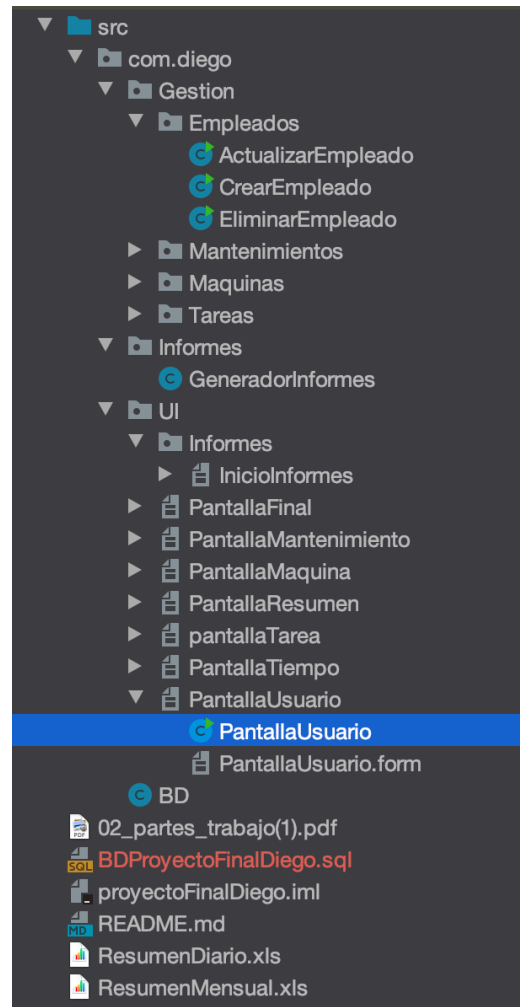 src
com.diego
Gestion
Empleados
ActualizarEmpleado
CrearEmpleado
EliminarEmpleado
Mantenimientos
Maquinas
Tareas
Informes
GeneradorInformes
UI
Informes
InicioInformes
PantallaFinal
PantallaMantenimiento
PantallaMaquina
PantallaResumen
pantallaTarea
PantallaTiempo
PantallaUsuario
PantallaUsuario
PantallaUsuario.form
BD
02_partes_trabajo(1).pdf
BDProyectoFinalDiego.sql
proyectoFinalDiego.iml
README.md
ResumenDiario.xls
ResumenMensual.xls